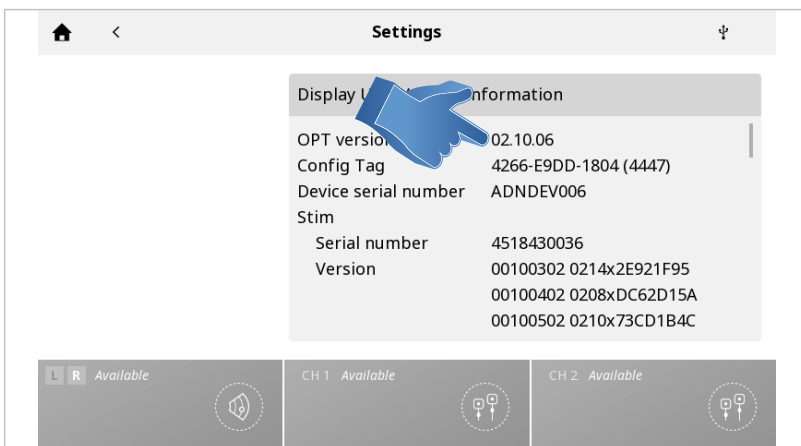 Settings
Display
nformation
OPT versio
02.10.06
Config Tag
4266-E9DD-1804 (4447)
Device serial number
ADNDEV006
Stim
Serial number
4518430036
Version
00100302 0214x2E921F95
00100402 0208xDC62D15A
00100502 0210x73CD1B4C
L R Available
CH 1 Available
CH 2 Available